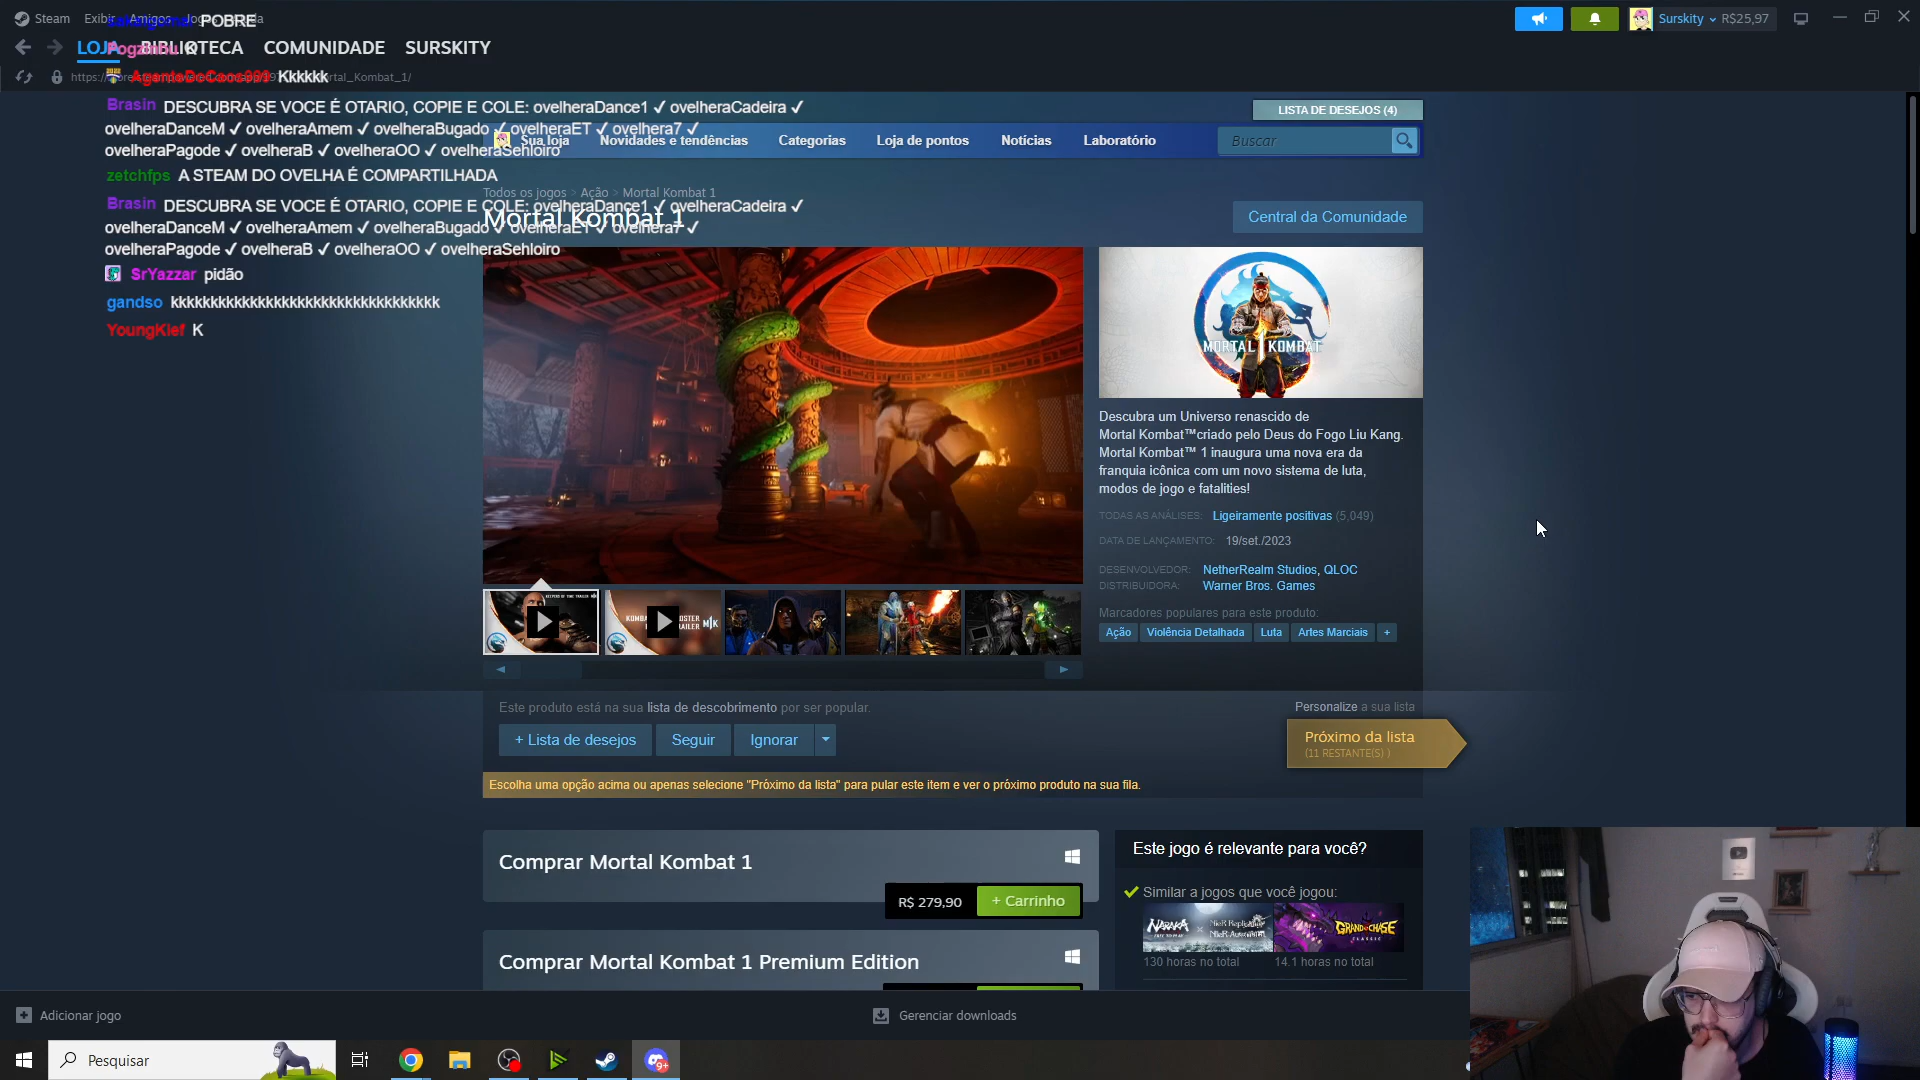 Steam
Exibir
Amigos
POBRE
Surskity
R$25,97
BIBLIOTECA
COMUNIDADE
SURSKITY
AgenteDoCaos999 Kkkkkk
rtal_Kombat_1/
Brasin DESCUBRA SE VOCE É OTARIO, COPIE E COLE: ovelheraDance1 ✓ ovelheraCadeira ✓
ovelheraDanceM ✓ ovelheraAmem ✓ ovelheraBugado ✓ ovelheraET ✓ ovelhera7 ✓
ovelheraPagode ✓ ovelheraB ✓ ovelheraOO ✓ ovelheraSehloiro
LISTA DE DESEJOS (4)
Sua loja
Novidades e tendências
Categorias
Loja de pontos
Notícias
Laboratório
Buscar
zetchfps A STEAM DO OVELHA É COMPARTILHADA
Todos os jogos > Ação > Mortal Kombat 1
Brasin DESCUBRA SE VOCE É OTARIO, COPIE E COLE: ovelheraDance1 ✓ ovelheraCadeira ✓
ovelheraDanceM ✓ ovelheraAmem ✓ ovelheraBugado ✓ ovelheraET ✓ ovelhera7 ✓
ovelheraPagode ✓ ovelheraB ✓ ovelheraOO ✓ ovelheraSehloiro
Mortal Kombat 1
Central da Comunidade
SrYazzar pidão
gandso kkkkkkkkkkkkkkkkkkkkkkkkkkkkkkkkkk
YoungKlef K
MORTAL KOMBAT
Descubra um Universo renascido de
Mortal Kombat™criado pelo Deus do Fogo Liu Kang.
Mortal Kombat™ 1 inaugura uma nova era da
franquia icônica com um novo sistema de luta,
modos de jogo e fatalities!
TODAS AS ANÁLISES: Ligeiramente positivas (5,049)
DATA DE LANÇAMENTO: 19/set./2023
DESENVOLVEDOR: NetherRealm Studios, QLOC
DISTRIBUIDORA: Warner Bros. Games
Marcadores populares para este produto:
Ação
Violência Detalhada
Luta
Artes Marciais
+
Este produto está na sua lista de descobrimento por ser popular.
Personalize a sua lista
+ Lista de desejos
Seguir
Ignorar
Próximo da lista
(11 RESTANTE(S) )
Escolha uma opção acima ou apenas selecione "Próximo da lista" para pular este item e ver o próximo produto na sua fila.
Comprar Mortal Kombat 1
R$ 279,90
+ Carrinho
Comprar Mortal Kombat 1 Premium Edition
Este jogo é relevante para você?
Similar a jogos que você jogou:
NARAKA
GRANDCHASE
CLASSIC
130 horas no total
14.1 horas no total
Adicionar jogo
Gerenciar downloads
Pesquisar
9+